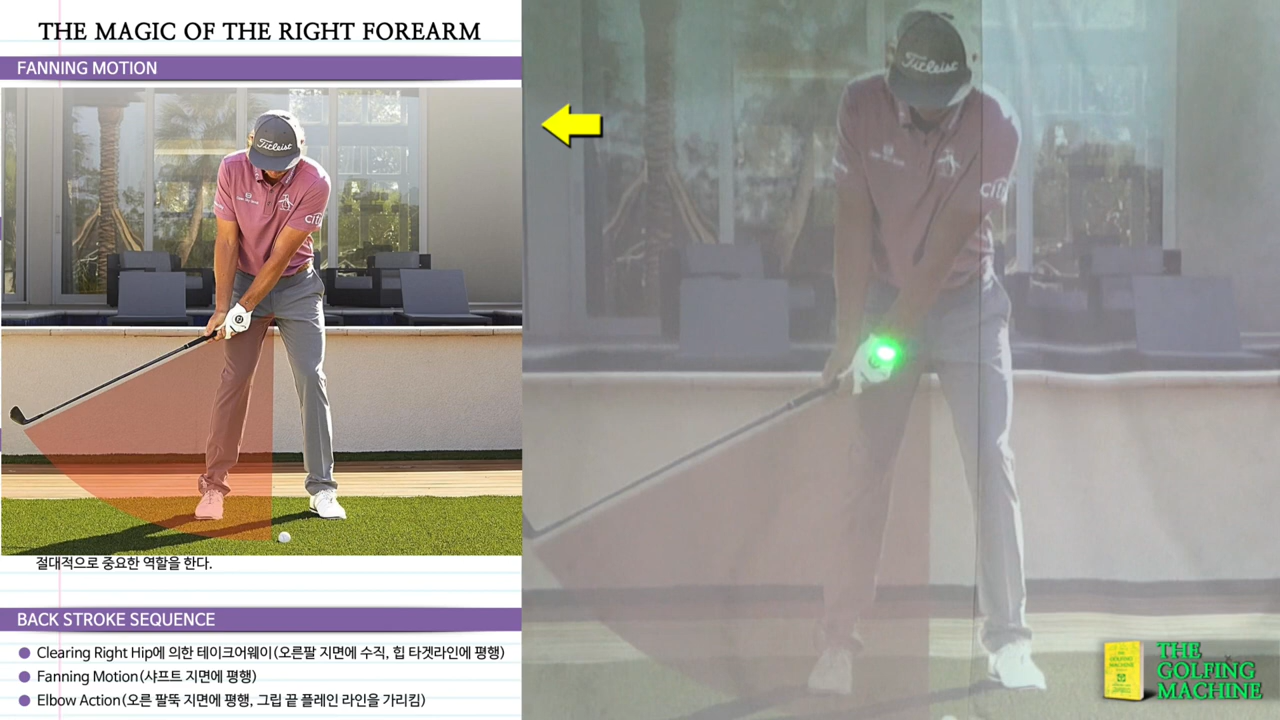 THE MAGIC OF THE RIGHT FOREARM
FANNING MOTION
Titleist
citi
절대적으로 중요한 역할을 한다.
BACK STROKE SEQUENCE
Clearing Right Hip에 의한 테이크어웨이(오른팔 지면에 수직, 힙 타겟라인에 평행)
Fanning Motion(샤프트 지면에 평행)
Elbow Action(오른 팔뚝 지면에 평행, 그립 끝 플레인 라인을 가리킴)
Titleist
THE
GOLFING
MACHINE